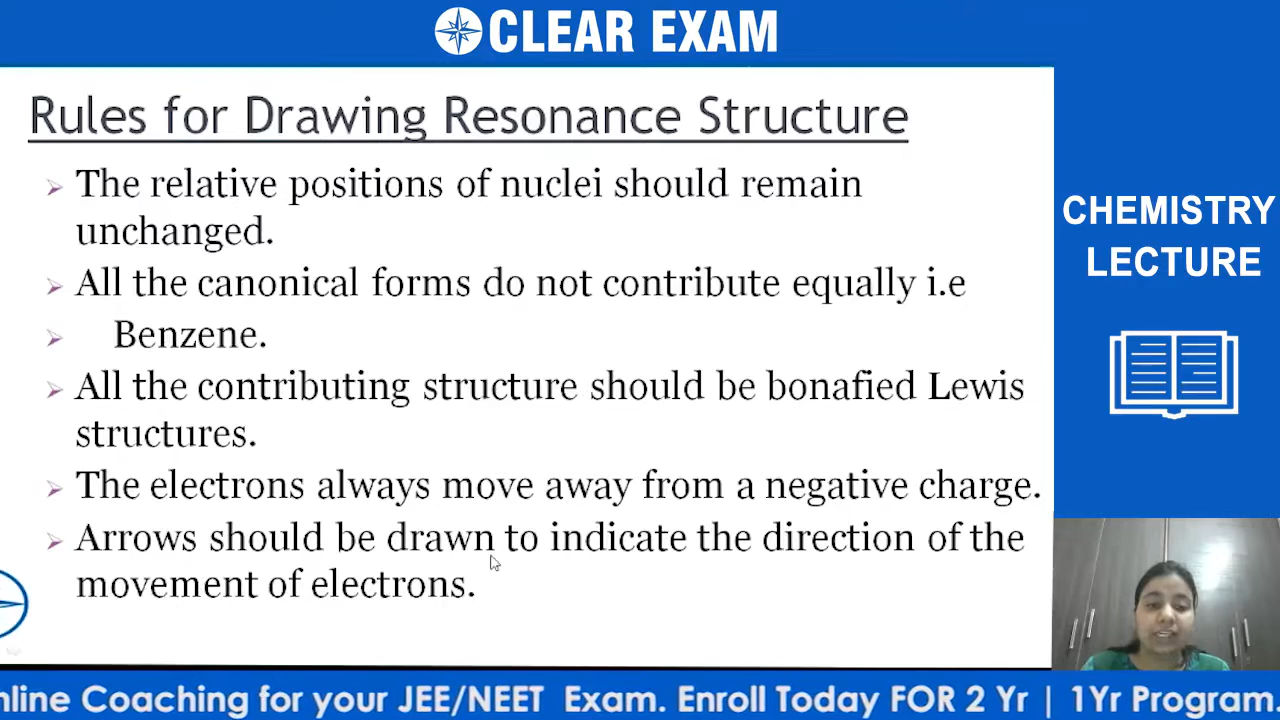 CLEAR EXAM
Rules for Drawing Resonance Structure
The relative positions of nuclei should remain
unchanged.
All the canonical forms do not contribute equally i.e
Benzene.
All the contributing structure should be bonafied Lewis
structures.
The electrons always move away from a negative charge.
Arrows should be drawn to indicate the direction of the
movement of electrons.
CHEMISTRY
LECTURE
nline Coaching for your JEE/NEET Exam. Enroll Today FOR 2 Yr | 1Yr Program.